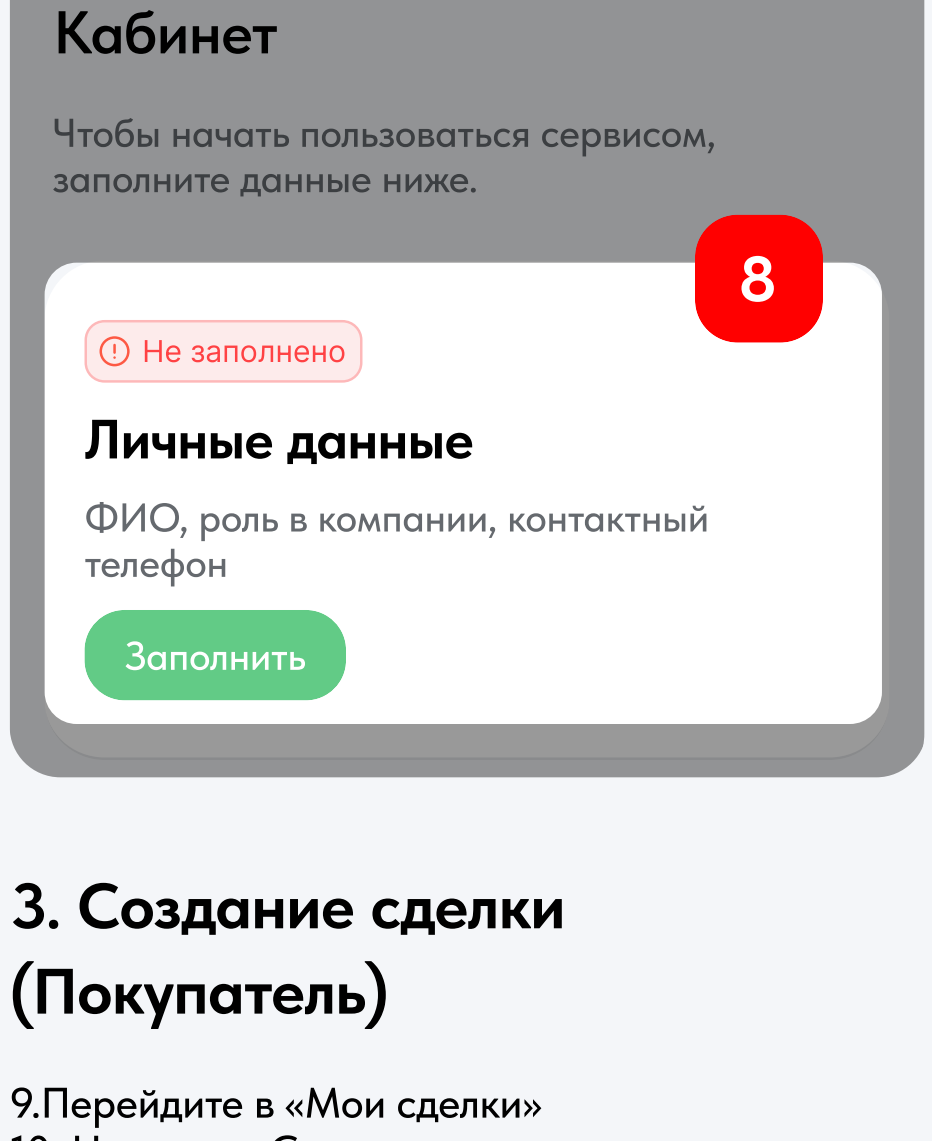 Кабинет
Чтобы начать пользоваться сервисом,
заполните данные ниже.
8
Не заполнено
Личные данные
ФИО, роль в компании, контактный
телефон
Заполнить
3. Создание сделки
(Покупатель)
9.Перейдите в «Мои сделки»